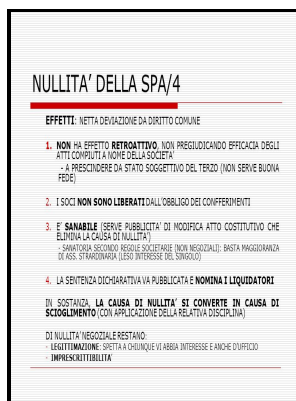 NULLITA' DELLA SPA/4
EFFETTI: NETTA DEVIAZIONE DA DIRITTO COMUNE
1. NON HA EFFETTO RETROATTIVO, NON PREGIUDICANDO EFFICACIA DEGLI
ATTI COMPIUTI A NOME DELLA SOCIETA'
- A PRESCINDERE DA STATO SOGGETTIVO DEL TERZO (NON SERVE BUONA
FEDE)
2. I SOCI NON SONO LIBERATI DALL'OBBLIGO DEI CONFFERIMENTI
3. E' SANABILE (SERVE PUBBLICITA' DI MODIFICA ATTO COSTITUTIVO CHE
ELIMINA LA CAUSA DI NULLITA')
- SANATORIA SECONDO REGOLE SOCIETARIE (NON NEGOZIALI): BASTA MAGGIORANZA
DI ASS. STRARDINARIA (LESO INTERESSE DEL SINGOLO)
4. LA SENTENZA DICHIARATIVA VA PUBBLICATA E NOMINA I LIQUIDATORI
IN SOSTANZA, LA CAUSA DI NULLITA' SI CONVERTE IN CAUSA DI
SCIOGLIMENTO (CON APPLICAZIONE DELLA RELATIVA DISCIPLINA)
DI NULLITA' NEGOZIALE RESTANO:
- LEGITTIMAZIONE: SPETTA A CHIUNQUE VI ABBIA INTERESSE E ANCHE D'UFFICIO
- IMPRESCRITTIBILITA'